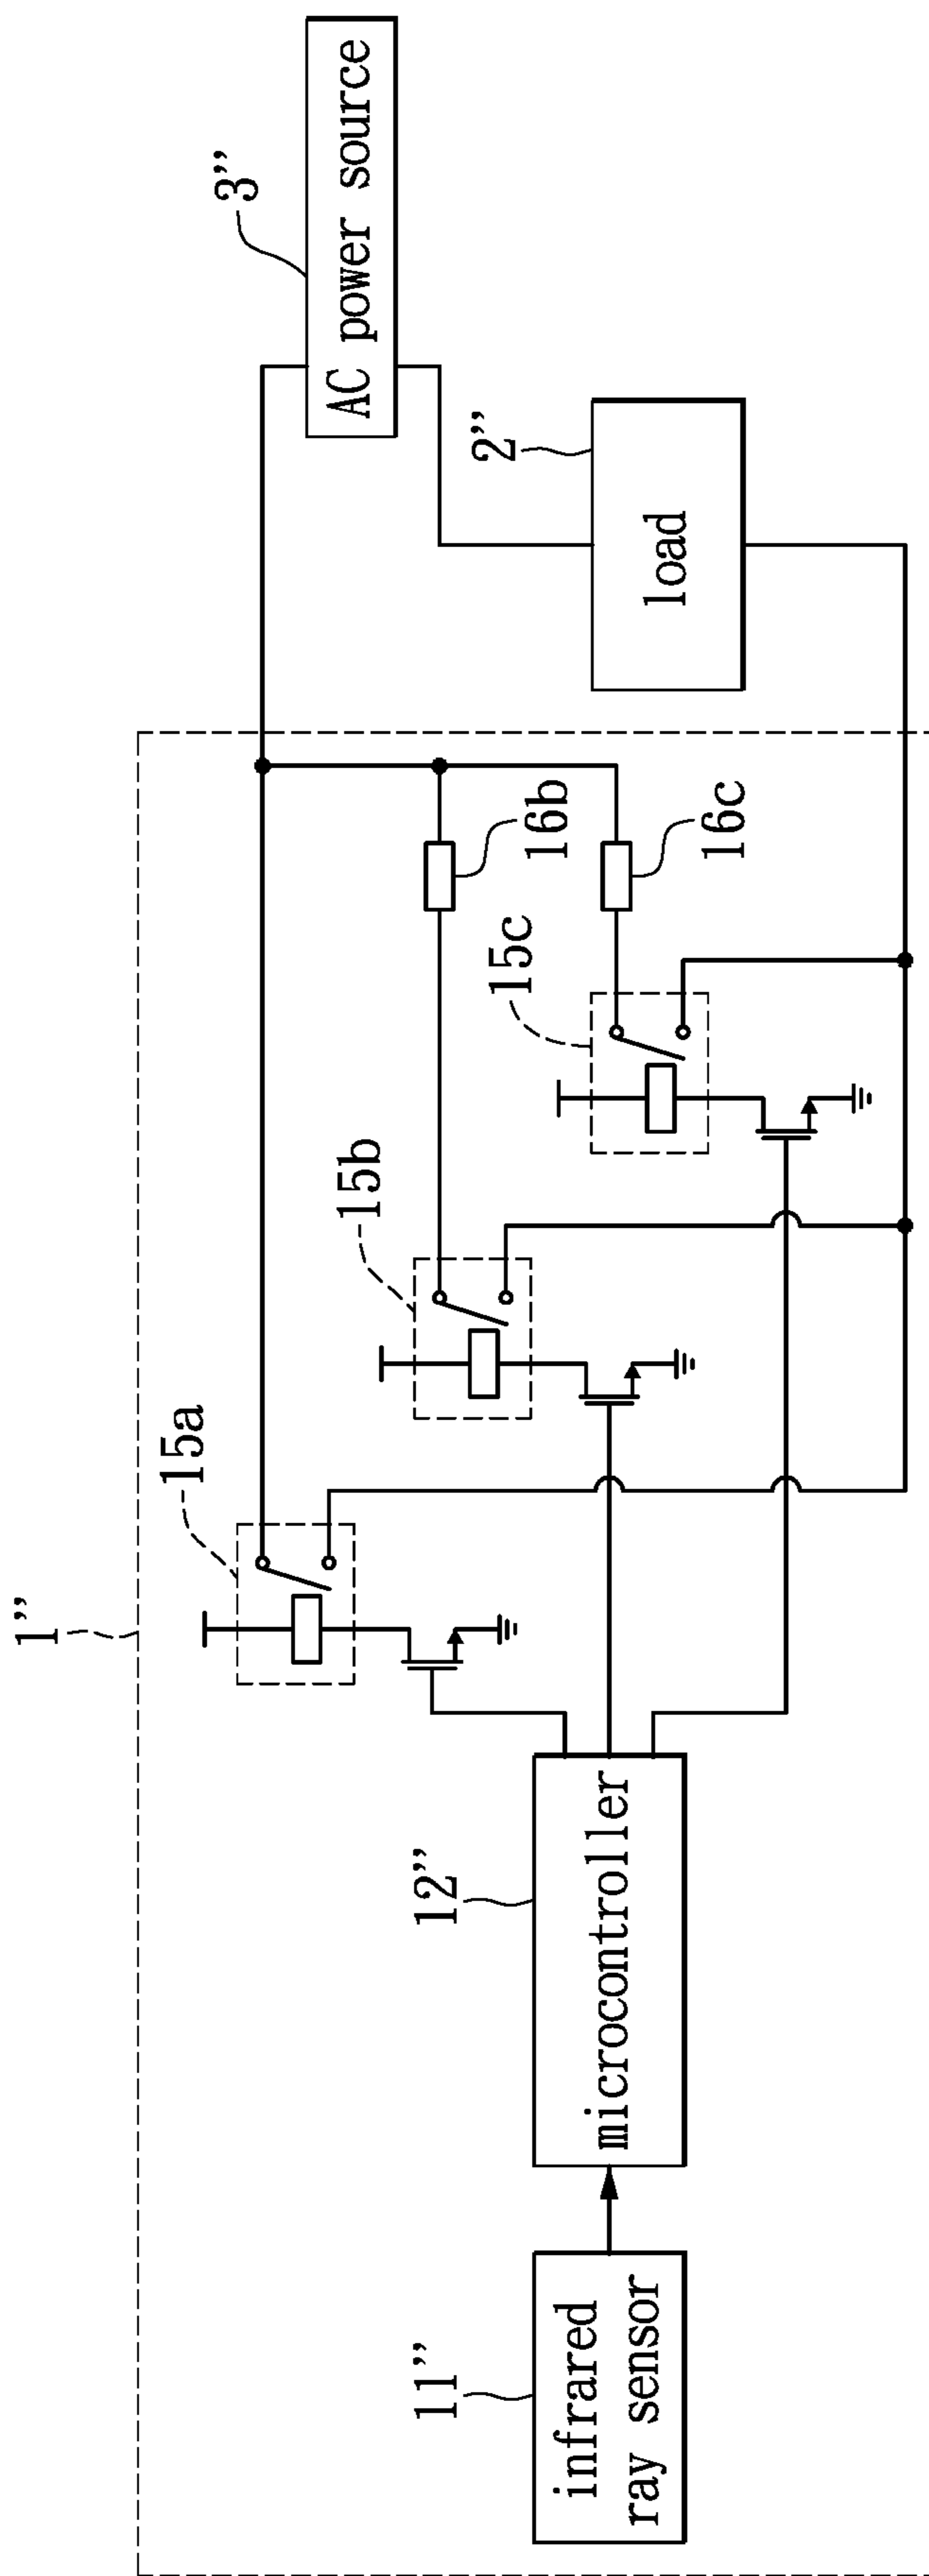 1''
15a
15b
15c
16b
16c
3''
AC power source
2''
load
12''
microcontroller
11''
infrared
ray sensor